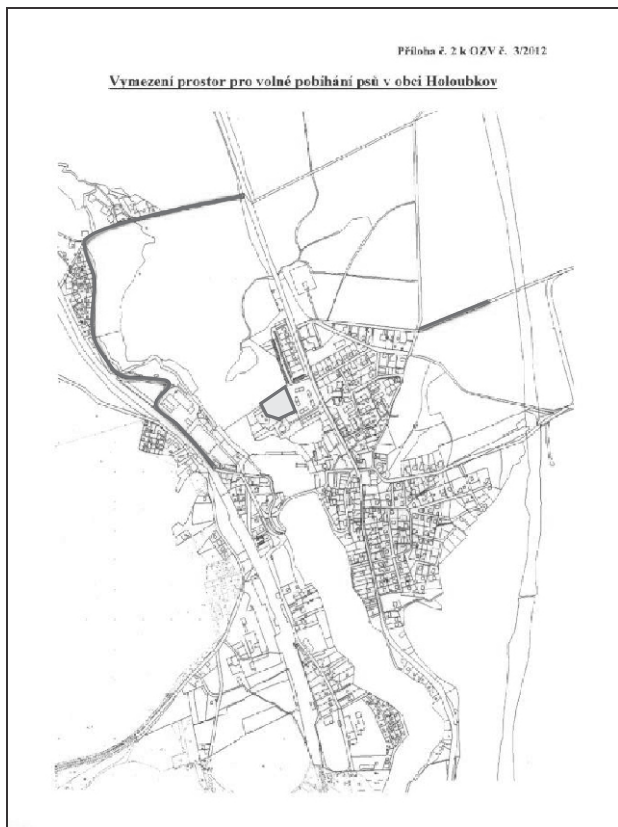 Příloha č. 2 k OZV č. 3/2012
Vymezení prostor pro volné pobíhání psů v obci Holoubkov